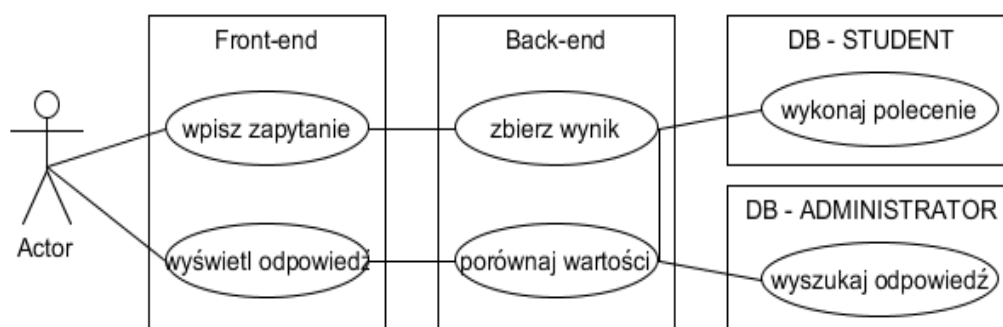 Front-end
Back-end
DB - STUDENT
wpisz zapytanie
zbierz wynik
wykonaj polecenie
DB - ADMINISTRATOR
Actor
wyświetl odpowiedź
porównaj wartości
wyszukaj odpowiedź